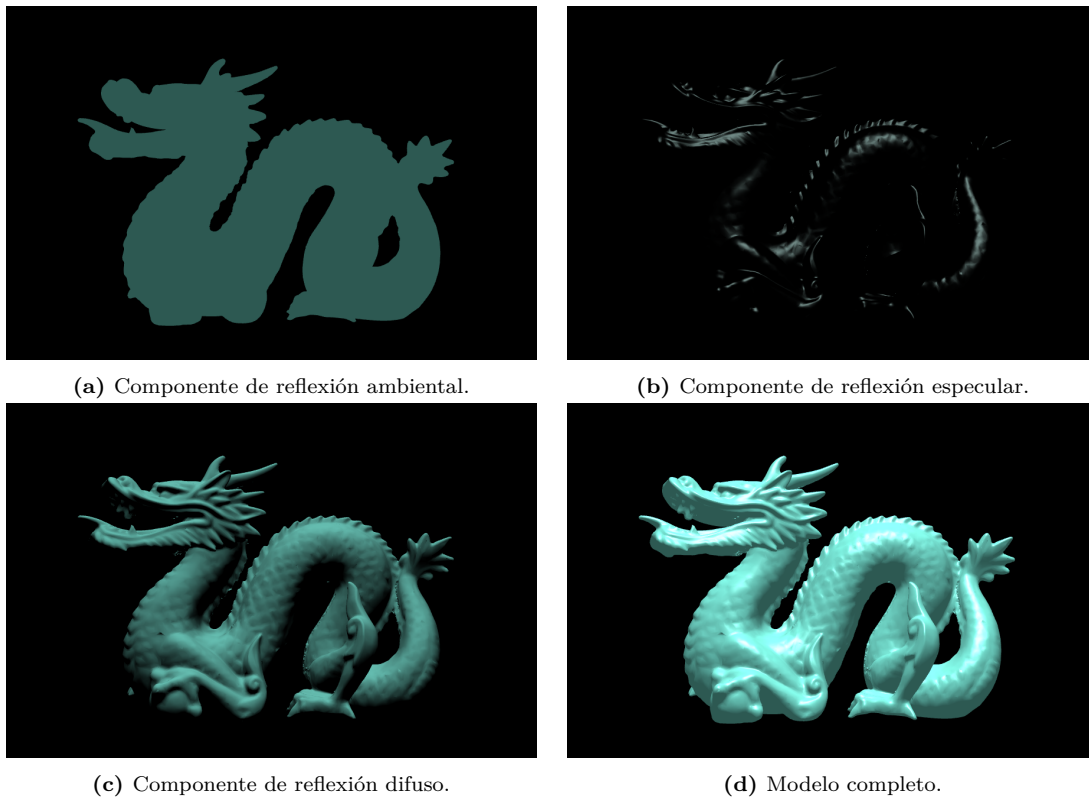 (a) Componente de reflexión ambiental.
(b) Componente de reflexión especular.
(c) Componente de reflexión difuso.
(d) Modelo completo.